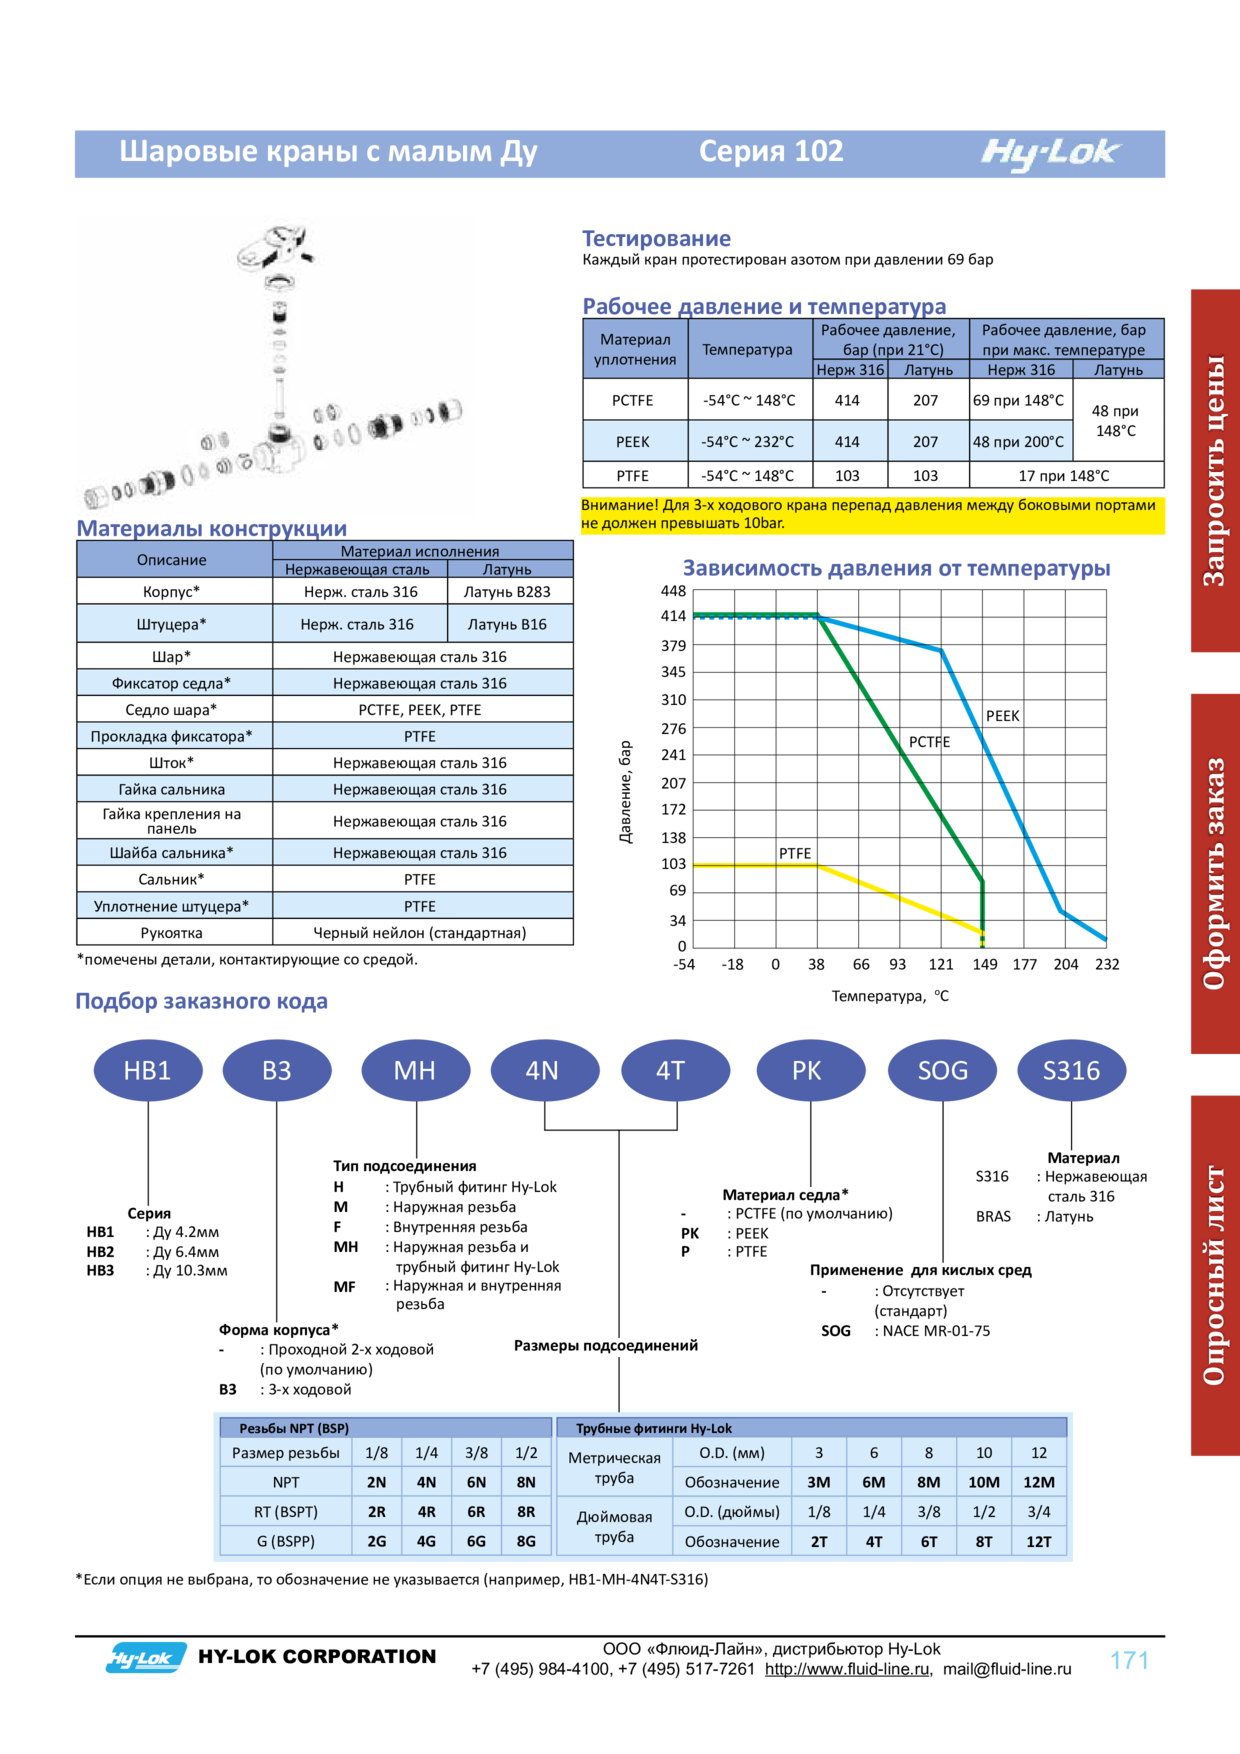 Шаровые краны с малым Ду
Серия 102
Hy-Lok
Тестирование
Каждый кран протестирован азотом при давлении 69 бар
Рабочее давление и температура
Материал уплотнения
Температура
Рабочее давление, бар (при 21°C)
Рабочее давление, бар при макс. температуре
Нерж 316
Латунь
Нерж 316
Латунь
PCTFE -54°C ~ 148°C 414 207 69 при 148°C
48 при 148°C
PEEK -54°C ~ 232°C 414 207 48 при 200°C
PTFE -54°C ~ 148°C 103 103 17 при 148°C
Внимание! Для 3-х ходового крана перепад давления между боковыми портами
не должен превышать 10bar.
Материалы конструкции
Описание
Материал исполнения
Нержавеющая сталь Латунь
Корпус* Нерж. сталь 316 Латунь B283
Штуцера* Нерж. сталь 316 Латунь B16
Шар* Нержавеющая сталь 316
Фиксатор седла* Нержавеющая сталь 316
Седло шара* PCTFE, PEEK, PTFE
Прокладка фиксатора* PTFE
Шток* Нержавеющая сталь 316
Гайка сальника Нержавеющая сталь 316
Гайка крепления на панель Нержавеющая сталь 316
Шайба сальника* Нержавеющая сталь 316
Сальник* PTFE
Уплотнение штуцера* PTFE
Рукоятка Черный нейлон (стандартная)
*помечены детали, контактирующие со средой.
Зависимость давления от температуры
448
414
379
345
310
276
241
207
172
138
103
69
34
0
Давление, бар
PEEK
PCTFE
PTFE
-54 -18 0 38 66 93 121 149 177 204 232
Температура, °C
Подбор заказного кода
HB1 B3 MH 4N 4T PK SOG S316
Серия
HB1 : Ду 4.2мм
HB2 : Ду 6.4мм
HB3 : Ду 10.3мм
Форма корпуса*
- : Проходной 2-х ходовой
(по умолчанию)
B3 : 3-х ходовой
Тип подсоединения
H : Трубный фитинг Hy-Lok
M : Наружная резьба
F : Внутренняя резьба
MH : Наружная резьба и
трубный фитинг Hy-Lok
MF : Наружная и внутренняя
резьба
Размеры подсоединений
Материал седла*
- : PCTFE (по умолчанию)
PK : PEEK
P : PTFE
Применение для кислых сред
- : Отсутствует
(стандарт)
SOG : NACE MR-01-75
Материал
S316 : Нержавеющая
сталь 316
BRAS : Латунь
Резьбы NPT (BSP)
Размер резьбы 1/8 1/4 3/8 1/2
NPT 2N 4N 6N 8N
RT (BSPT) 2R 4R 6R 8R
G (BSPP) 2G 4G 6G 8G
Трубные фитинги Hy-Lok
Метрическая труба
O.D. (мм) 3 6 8 10 12
Обозначение 3M 6M 8M 10M 12M
Дюймовая труба
O.D. (дюймы) 1/8 1/4 3/8 1/2 3/4
Обозначение 2T 4T 6T 8T 12T
*Если опция не выбрана, то обозначение не указывается (например, HB1-MH-4N4T-S316)
Hy-Lok
HY-LOK CORPORATION
ООО «Флюид-Лайн», дистрибьютор Hy-Lok
+7 (495) 984-4100, +7 (495) 517-7261 http://www.fluid-line.ru, mail@fluid-line.ru
171
Запросить цены
Оформить заказ
Опросный лист